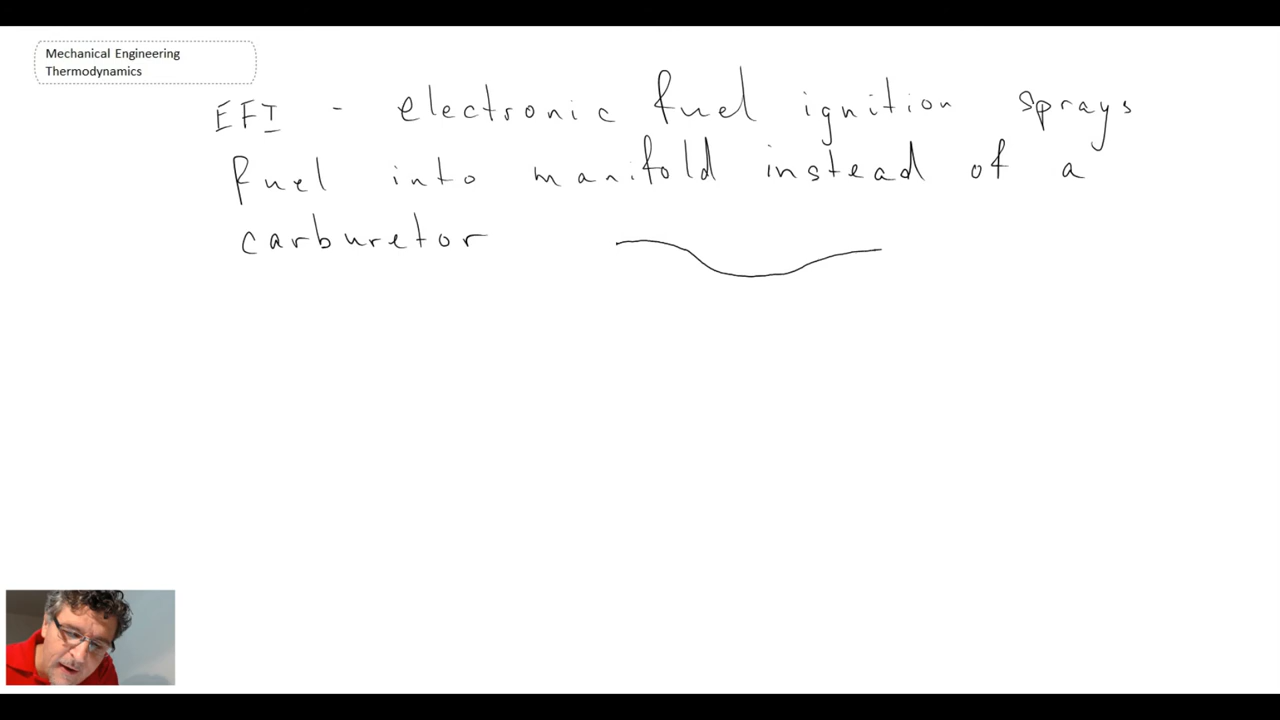 Mechanical Engineering
Thermodynamics
EFI - electronic fuel ignition sprays
fuel into manifold instead of a
carburetor